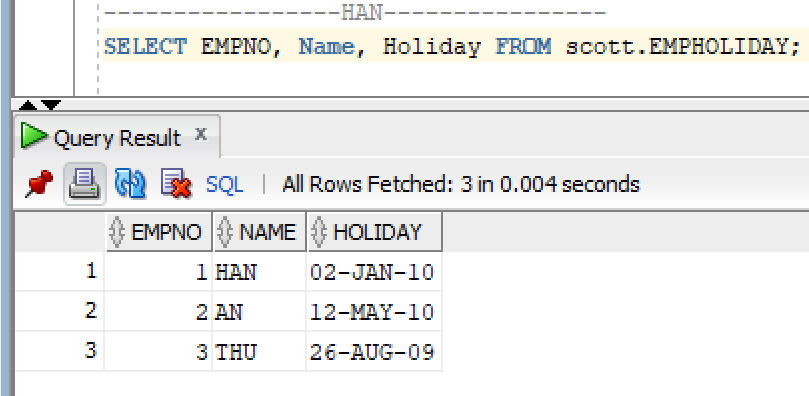 -----------------HAN----------------
SELECT EMPNO, Name, Holiday FROM scott.EMPHOLIDAY;
Query Result x
SQL | All Rows Fetched: 3 in 0.004 seconds
EMPNO NAME HOLIDAY
1 1 HAN 02-JAN-10
2 2 AN 12-MAY-10
3 3 THU 26-AUG-09